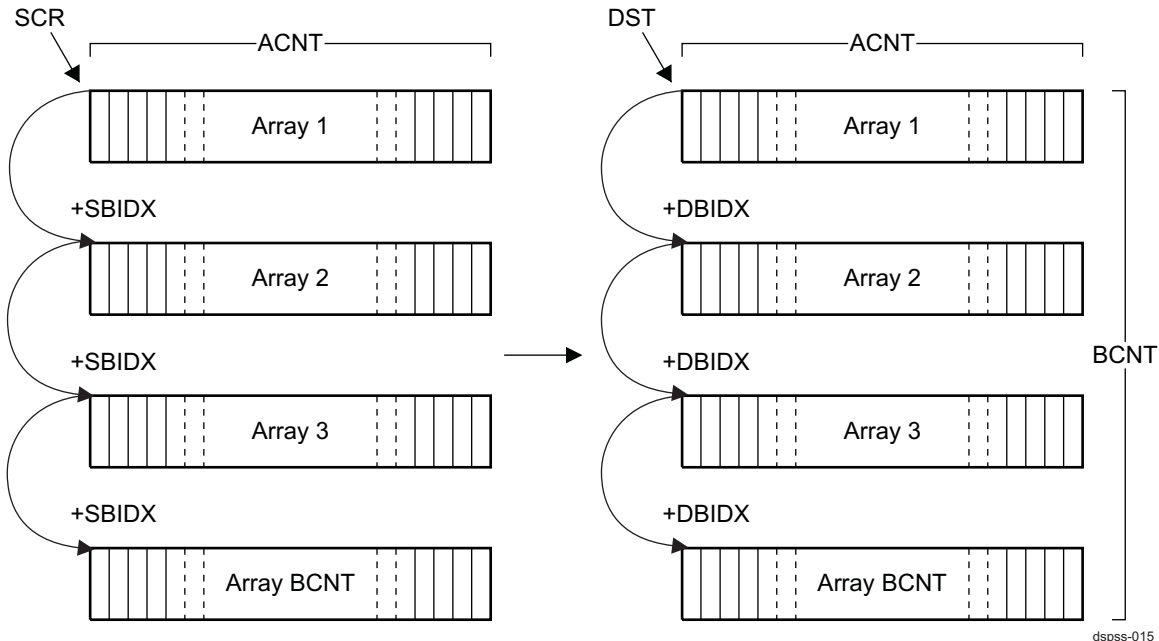 SCR
DST
ACNT
ACNT
Array 1
Array 1
+SBIDX
+DBIDX
Array 2
Array 2
+SBIDX
+DBIDX
BCNT
Array 3
Array 3
+SBIDX
+DBIDX
Array BCNT
Array BCNT
dspss-015